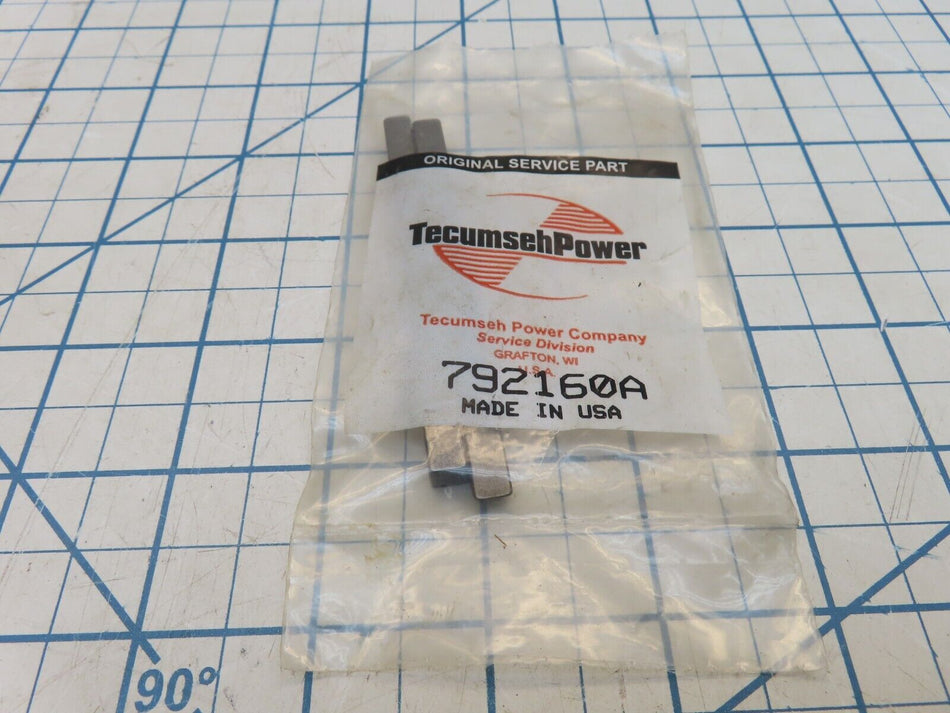 ORIGINAL SERVICE PART
TecumsehPower
Tecumseh Power Company
Service Division
GRAFTON, WI
U.S.A.
792160A
MADE IN USA
90°